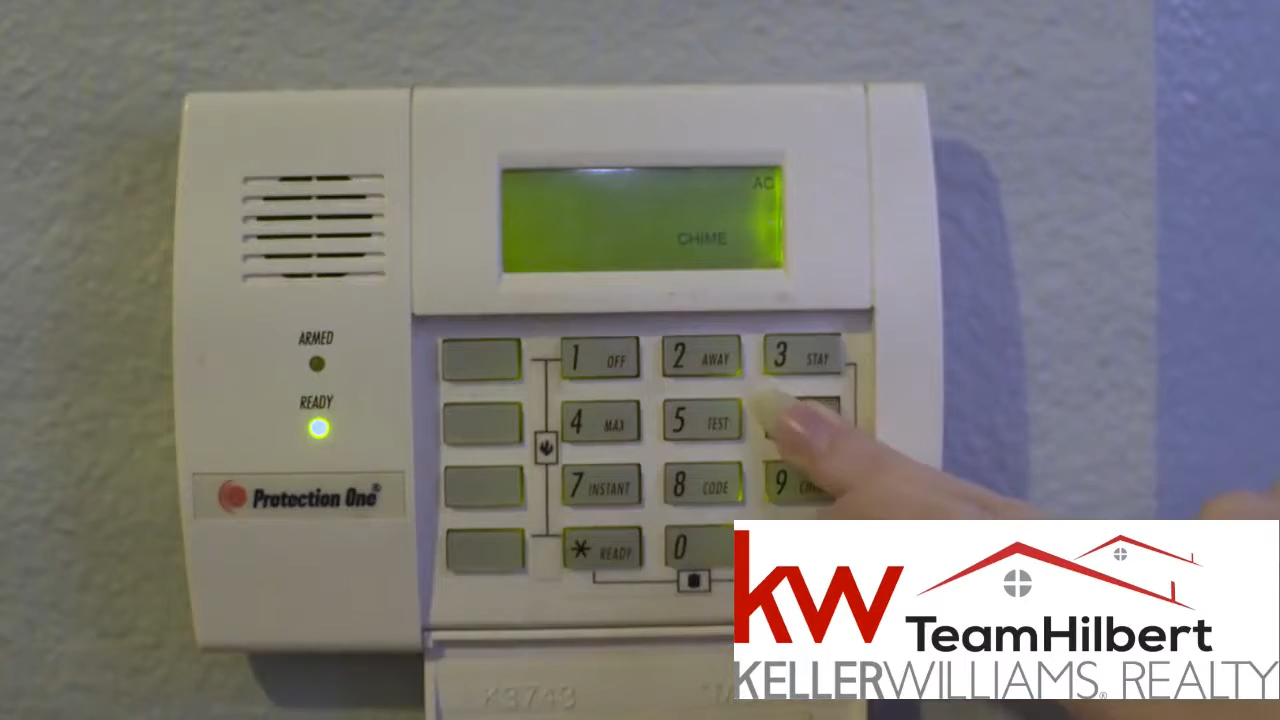 AC
CHIME
ARMED
READY
Protection One®
1 OFF
2 AWAY
3 STAY
4 MAX
5 TEST
7 INSTANT
8 CODE
9
* READY
0
K3743
kw
TeamHilbert
KELLERWILLIAMS. REALTY